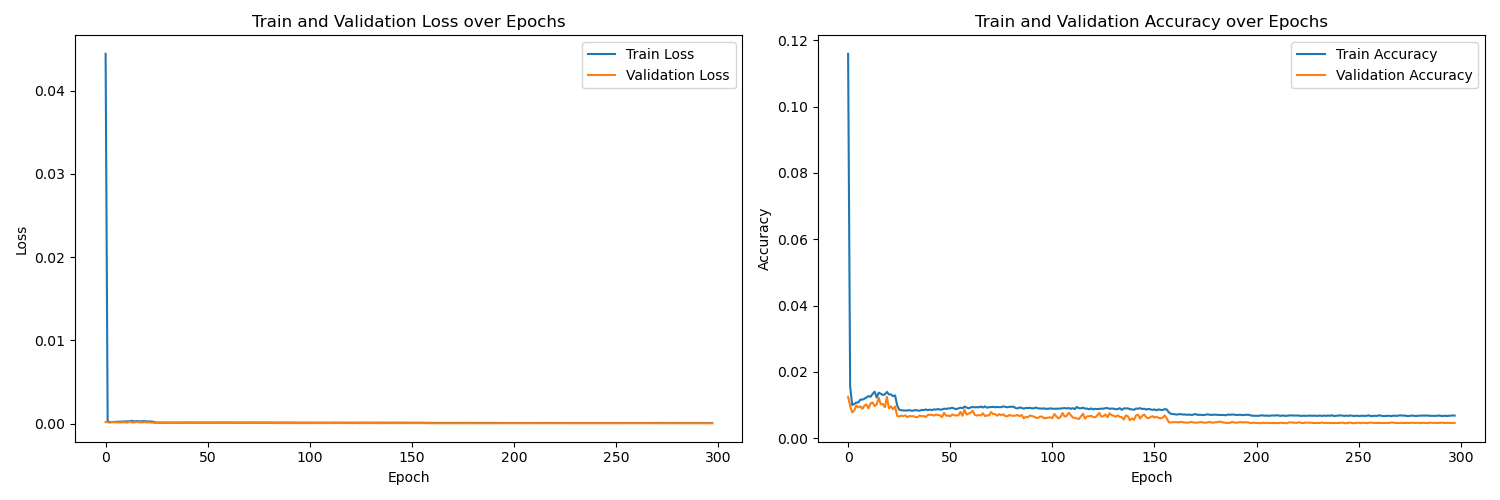 Train and Validation Loss over Epochs
Train Loss
Validation Loss
0.04
0.03
0.02
0.01
0.00
Loss
0 50 100 150 200 250 300
Epoch
Train and Validation Accuracy over Epochs
Train Accuracy
Validation Accuracy
0.12
0.10
0.08
0.06
0.04
0.02
0.00
Accuracy
0 50 100 150 200 250 300
Epoch